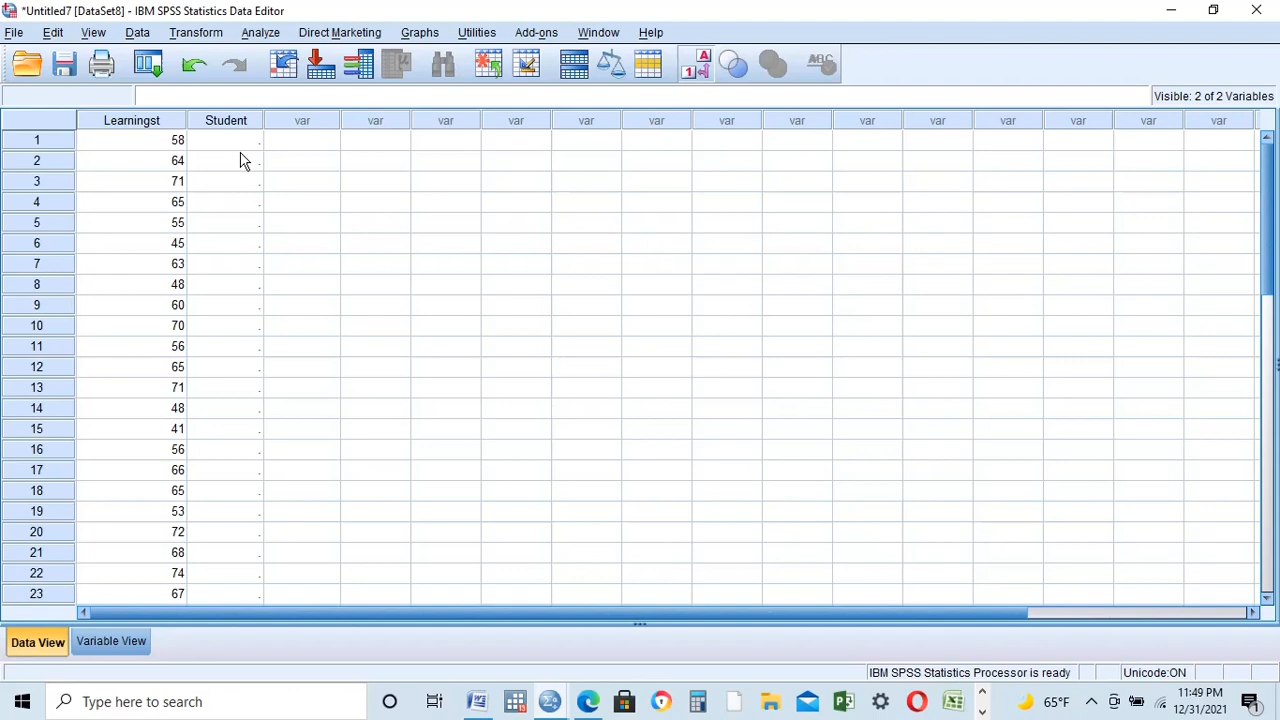 *Untitled7 [DataSet8] - IBM SPSS Statistics Data Editor
File Edit View Data Transform Analyze Direct Marketing Graphs Utilities Add-ons Window Help
A
1
ABC
Visible: 2 of 2 Variables
Learningst Student var var var var var var var var var var var var var var
1 58 .
2 64 .
3 71 .
4 65 .
5 55 .
6 45 .
7 63 .
8 48 .
9 60 .
10 70 .
11 56 .
12 65 .
13 71 .
14 48 .
15 41 .
16 56 .
17 66 .
18 65 .
19 53 .
20 72 .
21 68 .
22 74 .
23 67 .
Data View Variable View
IBM SPSS Statistics Processor is ready Unicode:ON
Type here to search
65°F
11:49 PM
12/31/2021
1